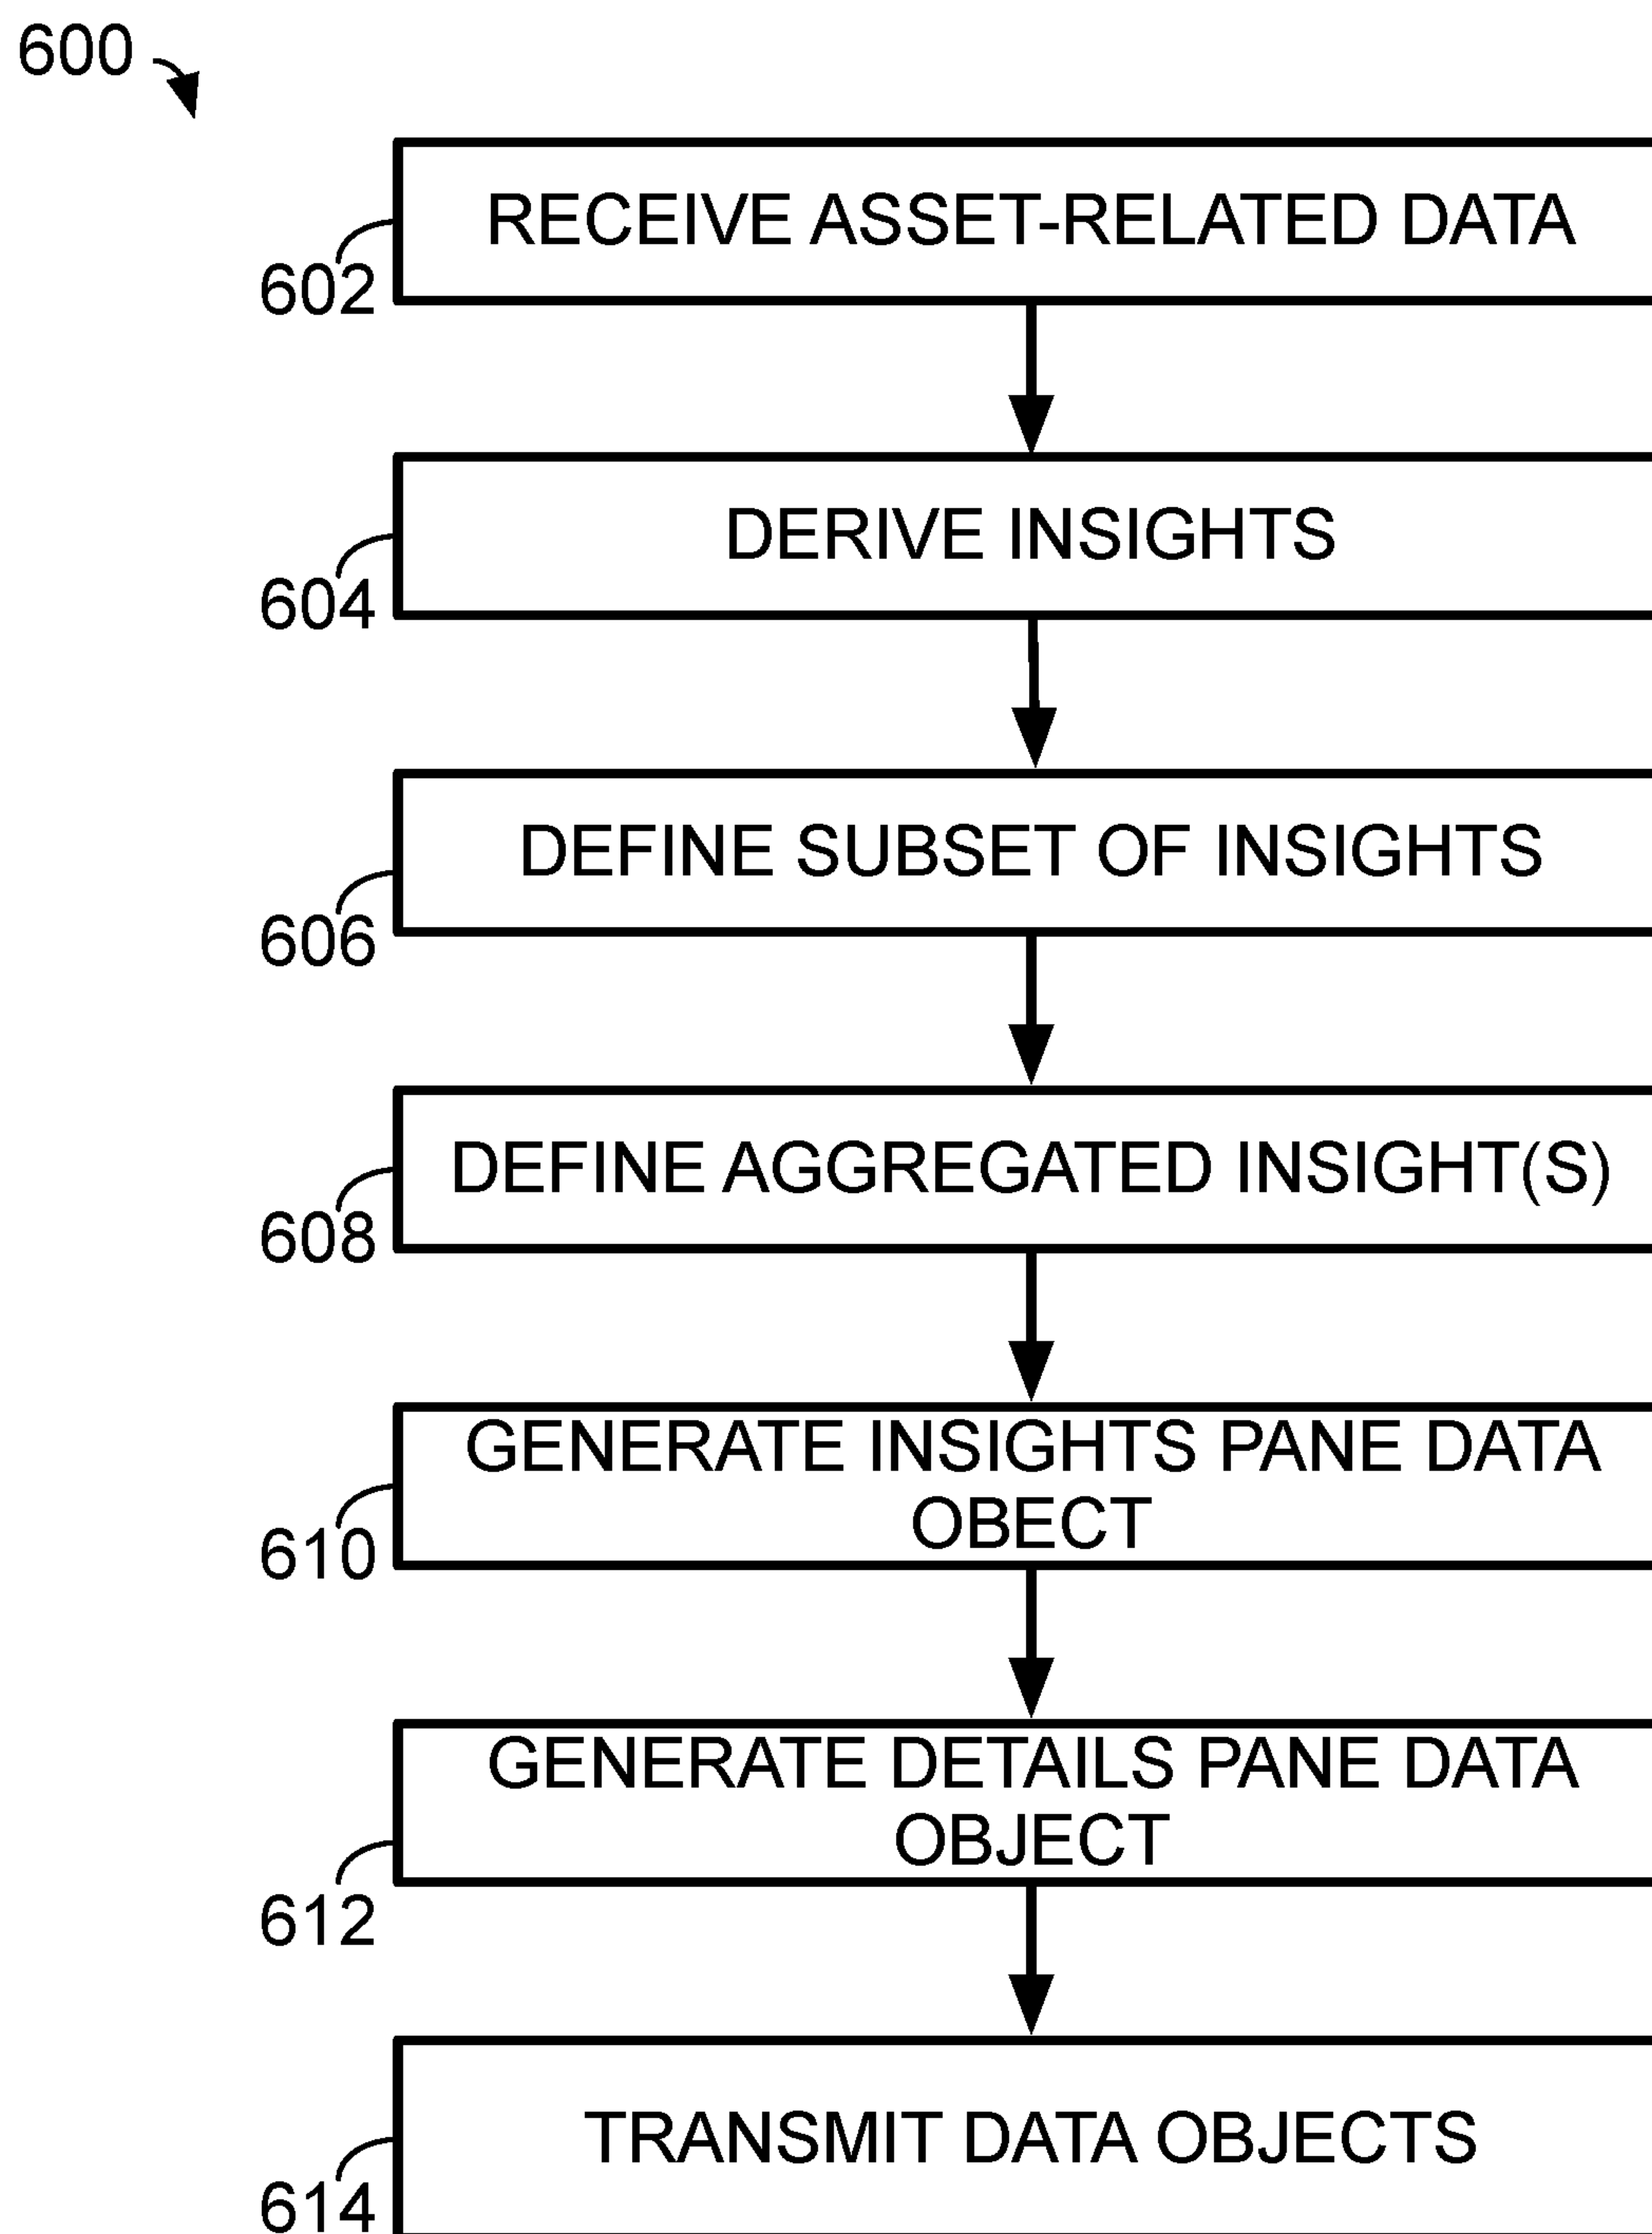 600
RECEIVE ASSET-RELATED DATA
602
DERIVE INSIGHTS
604
DEFINE SUBSET OF INSIGHTS
606
DEFINE AGGREGATED INSIGHT(S)
608
GENERATE INSIGHTS PANE DATA
OBECT
610
GENERATE DETAILS PANE DATA
OBJECT
612
TRANSMIT DATA OBJECTS
614